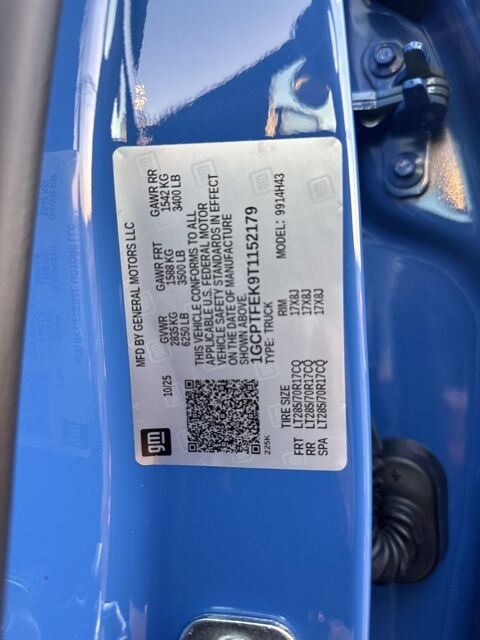 gm
MFD BY GENERAL MOTORS LLC
10/25
GVWR GAWR FRT GAWR RR
2835 KG 1588 KG 1542 KG
6250 LB 3500 LB 3400 LB
THIS VEHICLE CONFORMS TO ALL
APPLICABLE U.S. FEDERAL MOTOR
VEHICLE SAFETY STANDARDS IN EFFECT
ON THE DATE OF MANUFACTURE
SHOWN ABOVE.
1GCPTFEK9T1152179
TYPE: TRUCK MODEL: 9914H43
225K
TIRE SIZE RIM
FRT LT285/70R17CQ 17X8J
RR LT285/70R17CQ 17X8J
SPA LT285/70R17CQ 17X8J